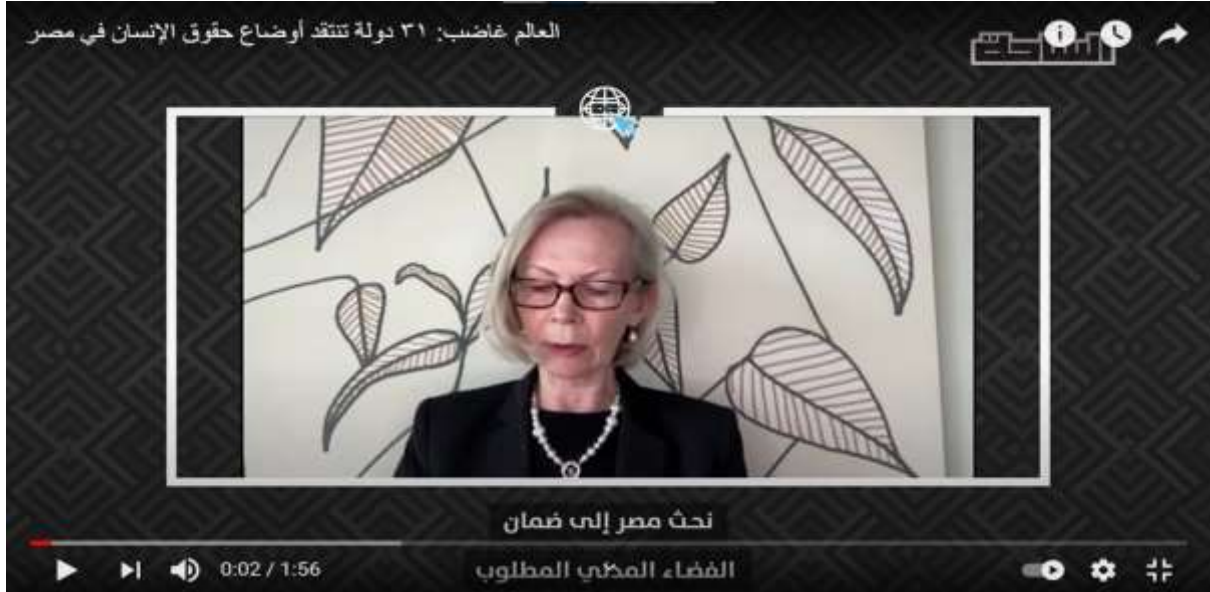 العالم غاضب: ٣١ دولة تنتقد أوضاع حقوق الإنسان في مصر
نحث مصر إلى ضمان
الفضاء المدني المطلوب
0:02 / 1:56